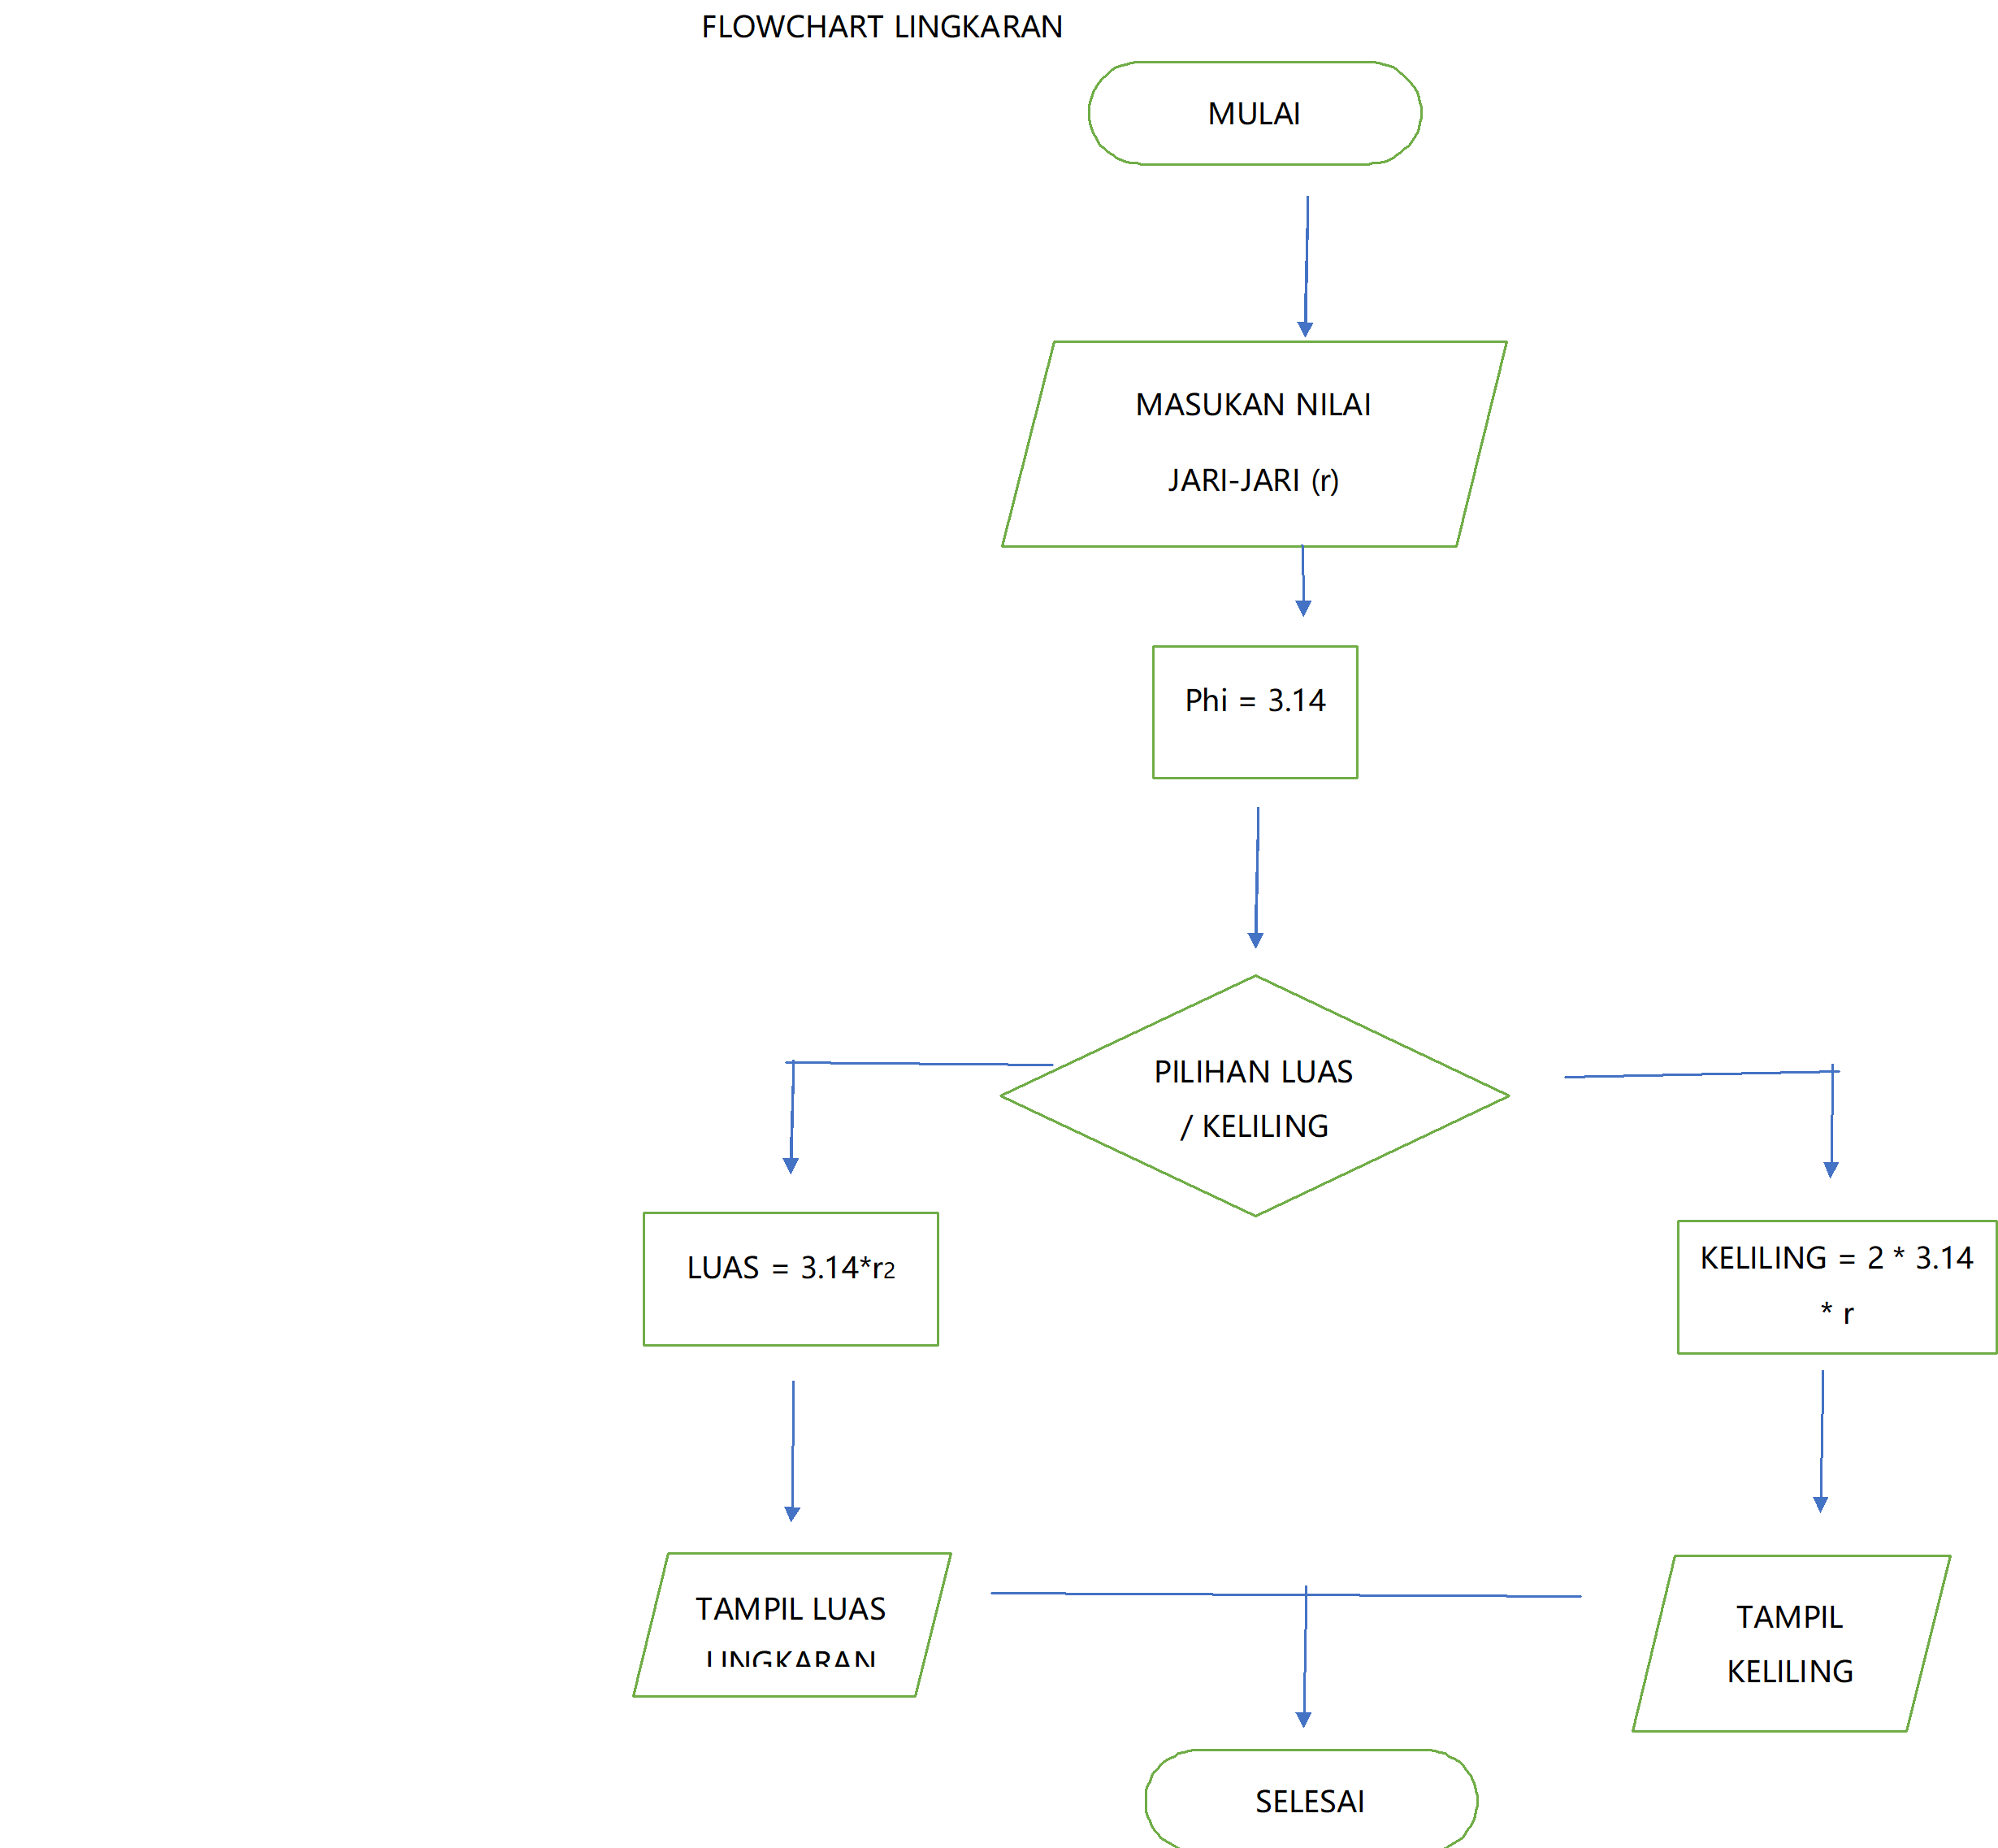 FLOWCHART LINGKARAN
MULAI
MASUKAN NILAI
JARI-JARI (r)
Phi = 3.14
PILIHAN LUAS
/ KELILING
LUAS = 3.14*r2
KELILING = 2 * 3.14
* r
TAMPIL LUAS
LINGKARAN
TAMPIL
KELILING
SELESAI